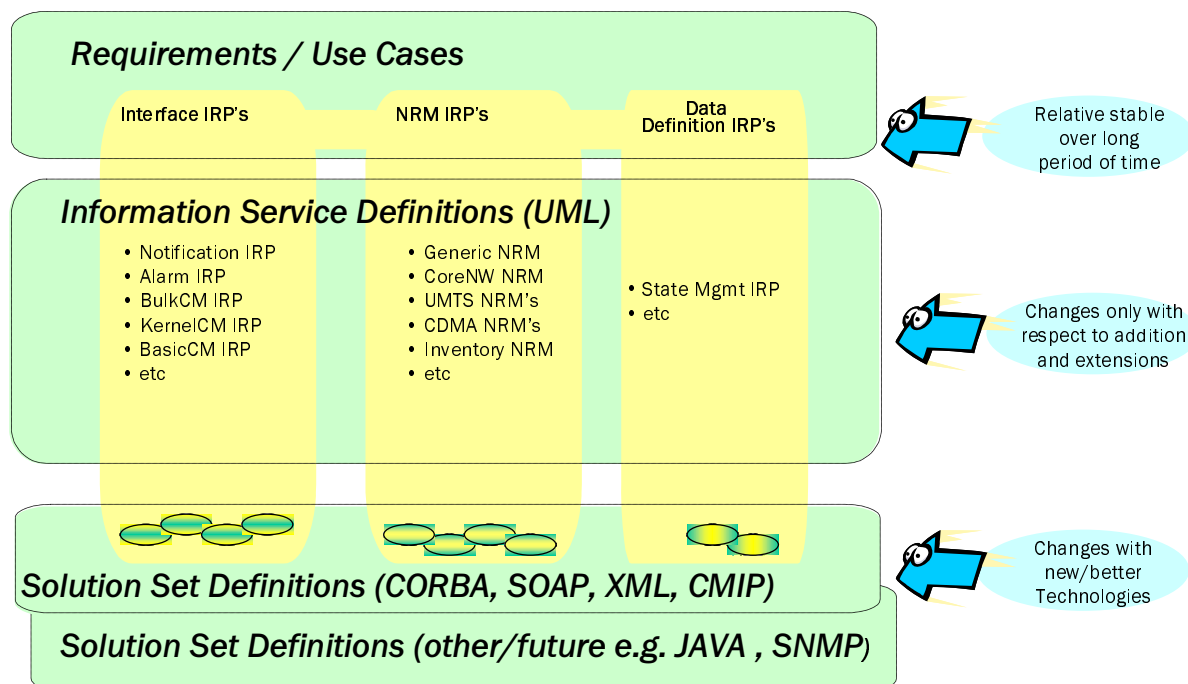 Requirements / Use Cases
Interface IRP's
NRM IRP's
Data
Definition IRP's
Relative stable
over long
period of time
Information Service Definitions (UML)
• Notification IRP
• Alarm IRP
• BulkCM IRP
• KernelCM IRP
• BasicCM IRP
• etc
• Generic NRM
• CoreNW NRM
• UMTS NRM's
• CDMA NRM's
• Inventory NRM
• etc
• State Mgmt IRP
• etc
Changes only with
respect to addition
and extensions
Solution Set Definitions (CORBA, SOAP, XML, CMIP)
Changes with
new/better
Technologies
Solution Set Definitions (other/future e.g. JAVA , SNMP)